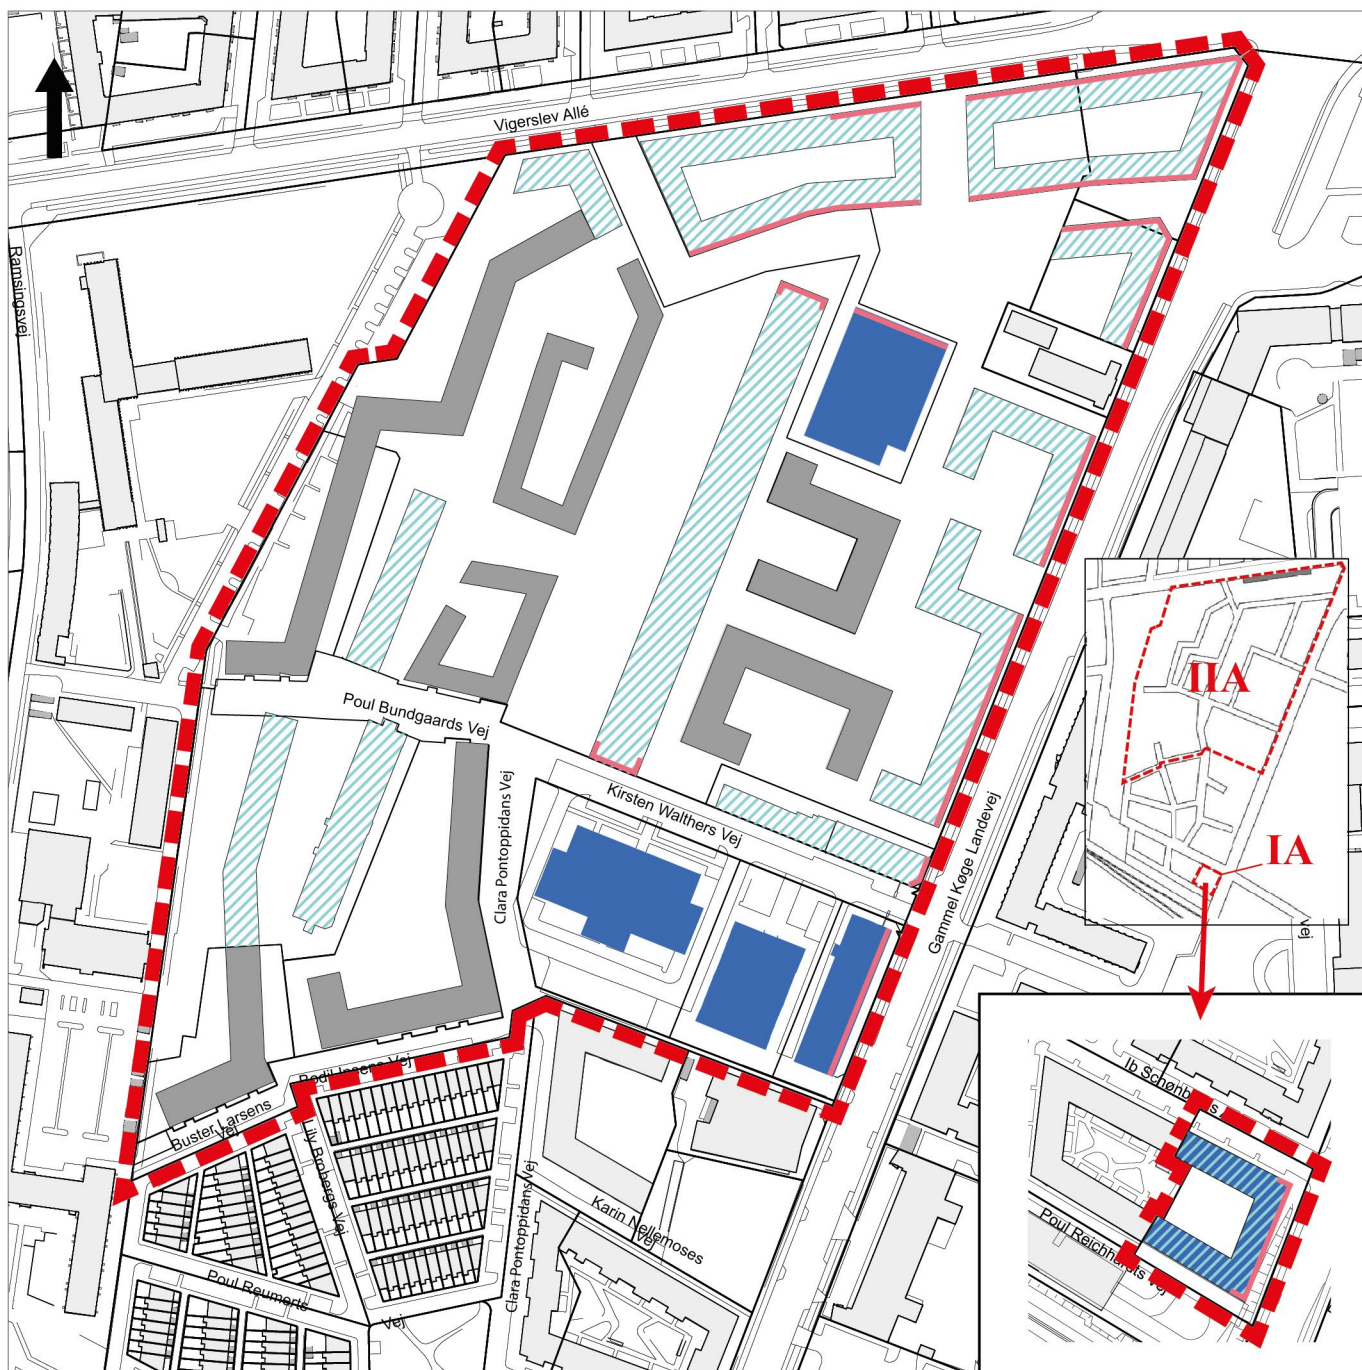 Vigerslev Allé
Ramsingsvej
Poul Bundgaards Vej
Kirsten Walthers Vej
Clara Pontoppidans Vej
Gammel Køge Landevej
IIA
IA
vej
Buster Larsens
Vej
Vej
Lily Brobergs Vej
Clara Pontoppidans Vej
Karin Nellemoses
Vej
Poul Reumerts
Vej
Ib Schønbergs
Poul Reichhardts Vej